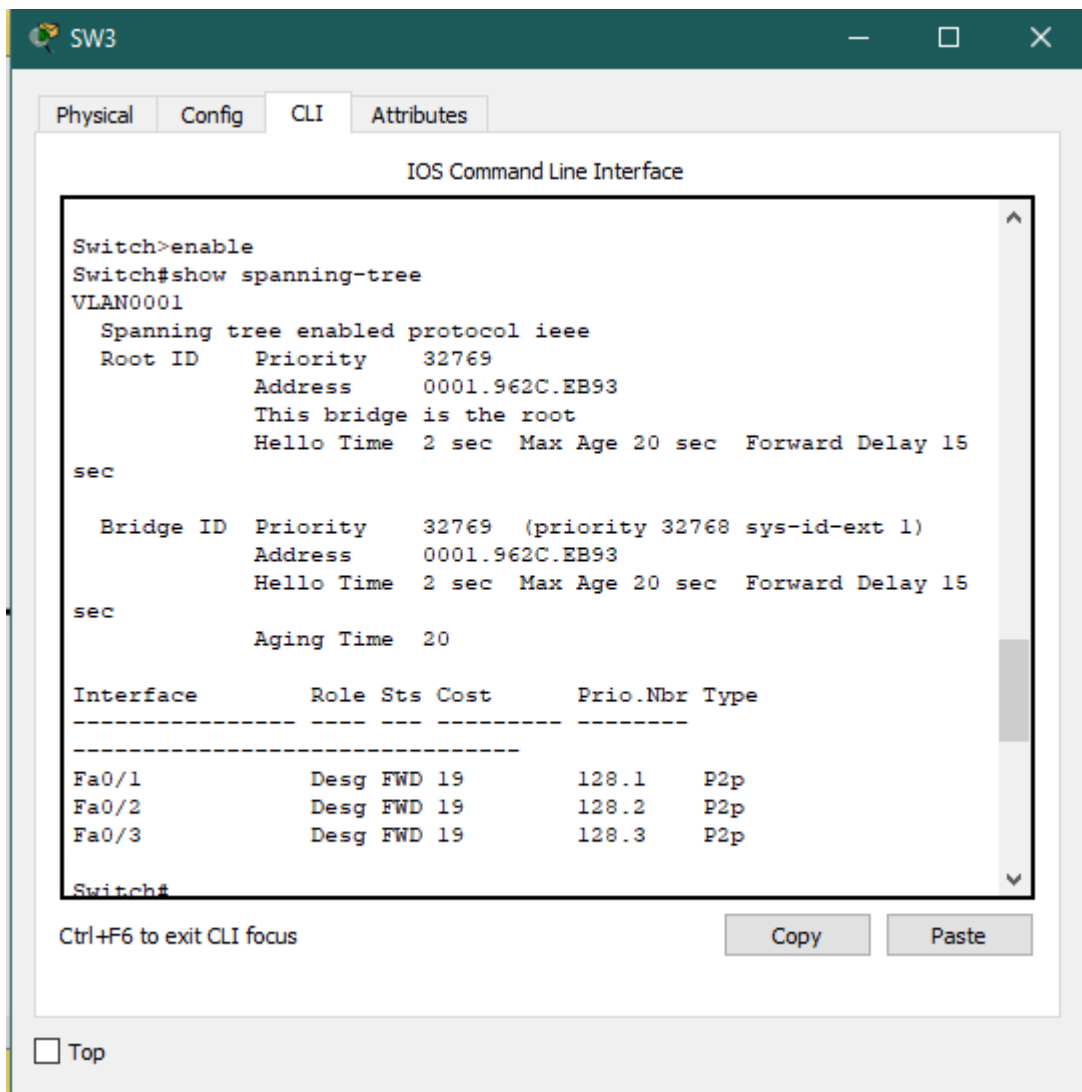 SW3
Physical Config CLI Attributes
IOS Command Line Interface
Switch>enable
Switch#show spanning-tree
VLAN0001
  Spanning tree enabled protocol ieee
  Root ID    Priority    32769
             Address     0001.962C.EB93
             This bridge is the root
             Hello Time  2 sec  Max Age 20 sec  Forward Delay 15
sec
  Bridge ID  Priority    32769  (priority 32768 sys-id-ext 1)
             Address     0001.962C.EB93
             Hello Time  2 sec  Max Age 20 sec  Forward Delay 15
sec
             Aging Time  20
Interface        Role Sts Cost      Prio.Nbr Type
---------------- ---- --- --------- --------
--------------------------------
Fa0/1            Desg FWD 19        128.1    P2p
Fa0/2            Desg FWD 19        128.2    P2p
Fa0/3            Desg FWD 19        128.3    P2p
Switch#
Ctrl+F6 to exit CLI focus
Copy Paste
Top